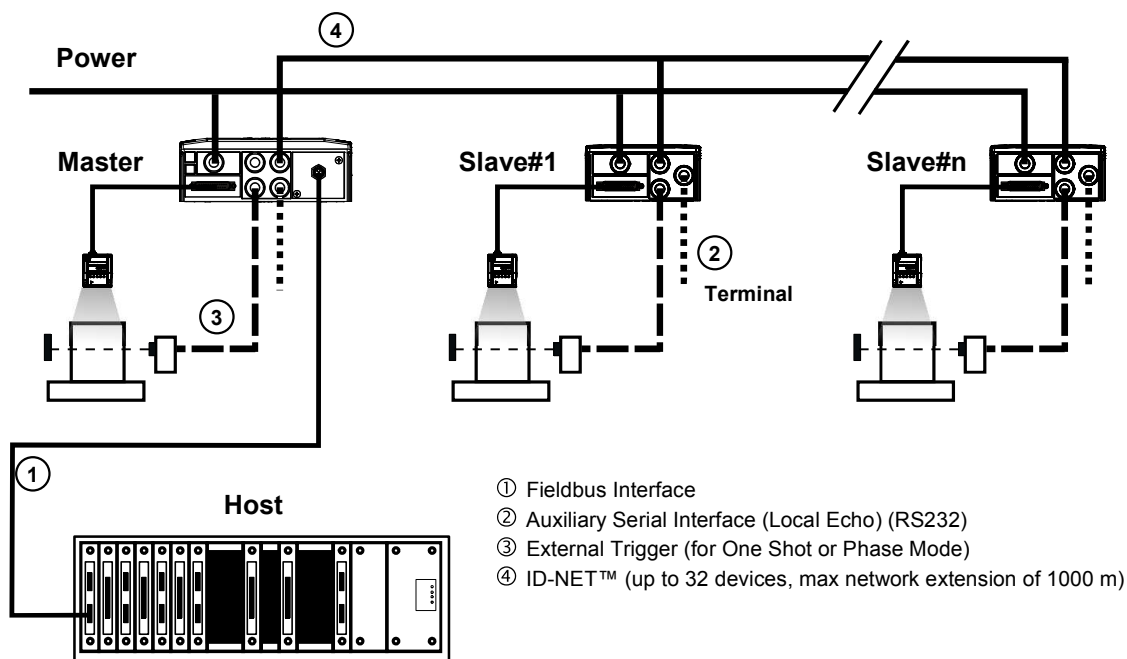 ④
Power
Master
Slave#1
Slave#n
②
Terminal
③
①
Host
① Fieldbus Interface
② Auxiliary Serial Interface (Local Echo) (RS232)
③ External Trigger (for One Shot or Phase Mode)
④ ID-NET™ (up to 32 devices, max network extension of 1000 m)